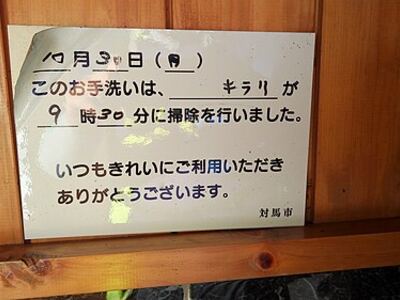 10月30日(月)
このお手洗いは、キラリが
9時30分に掃除を行いました。
いつもきれいにご利用いただき
ありがとうございます。
対馬市